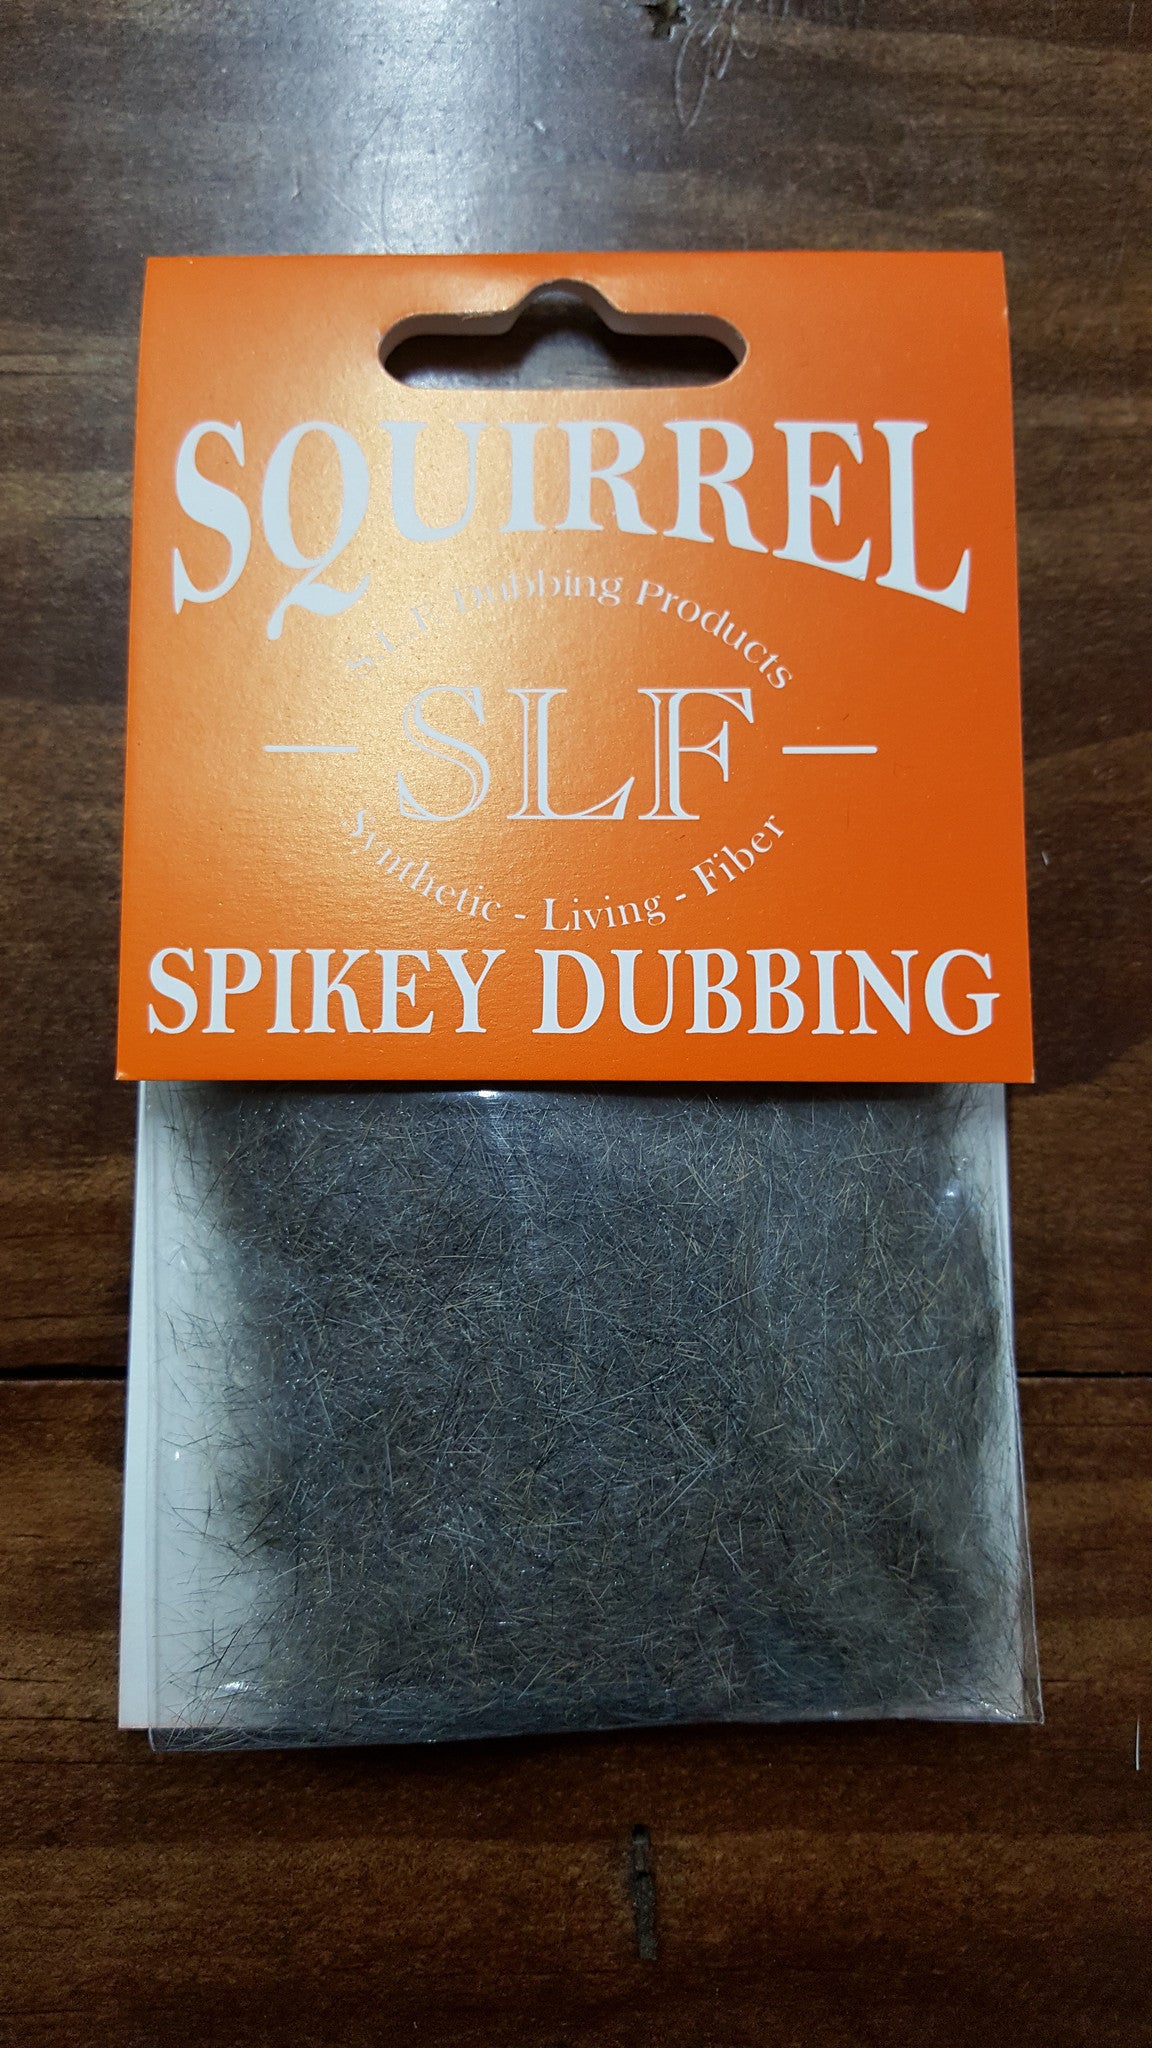 SQUIRREL
S.L.F. Dubbing Products
SLF
Synthetic - Living - Fiber
SPIKEY DUBBING